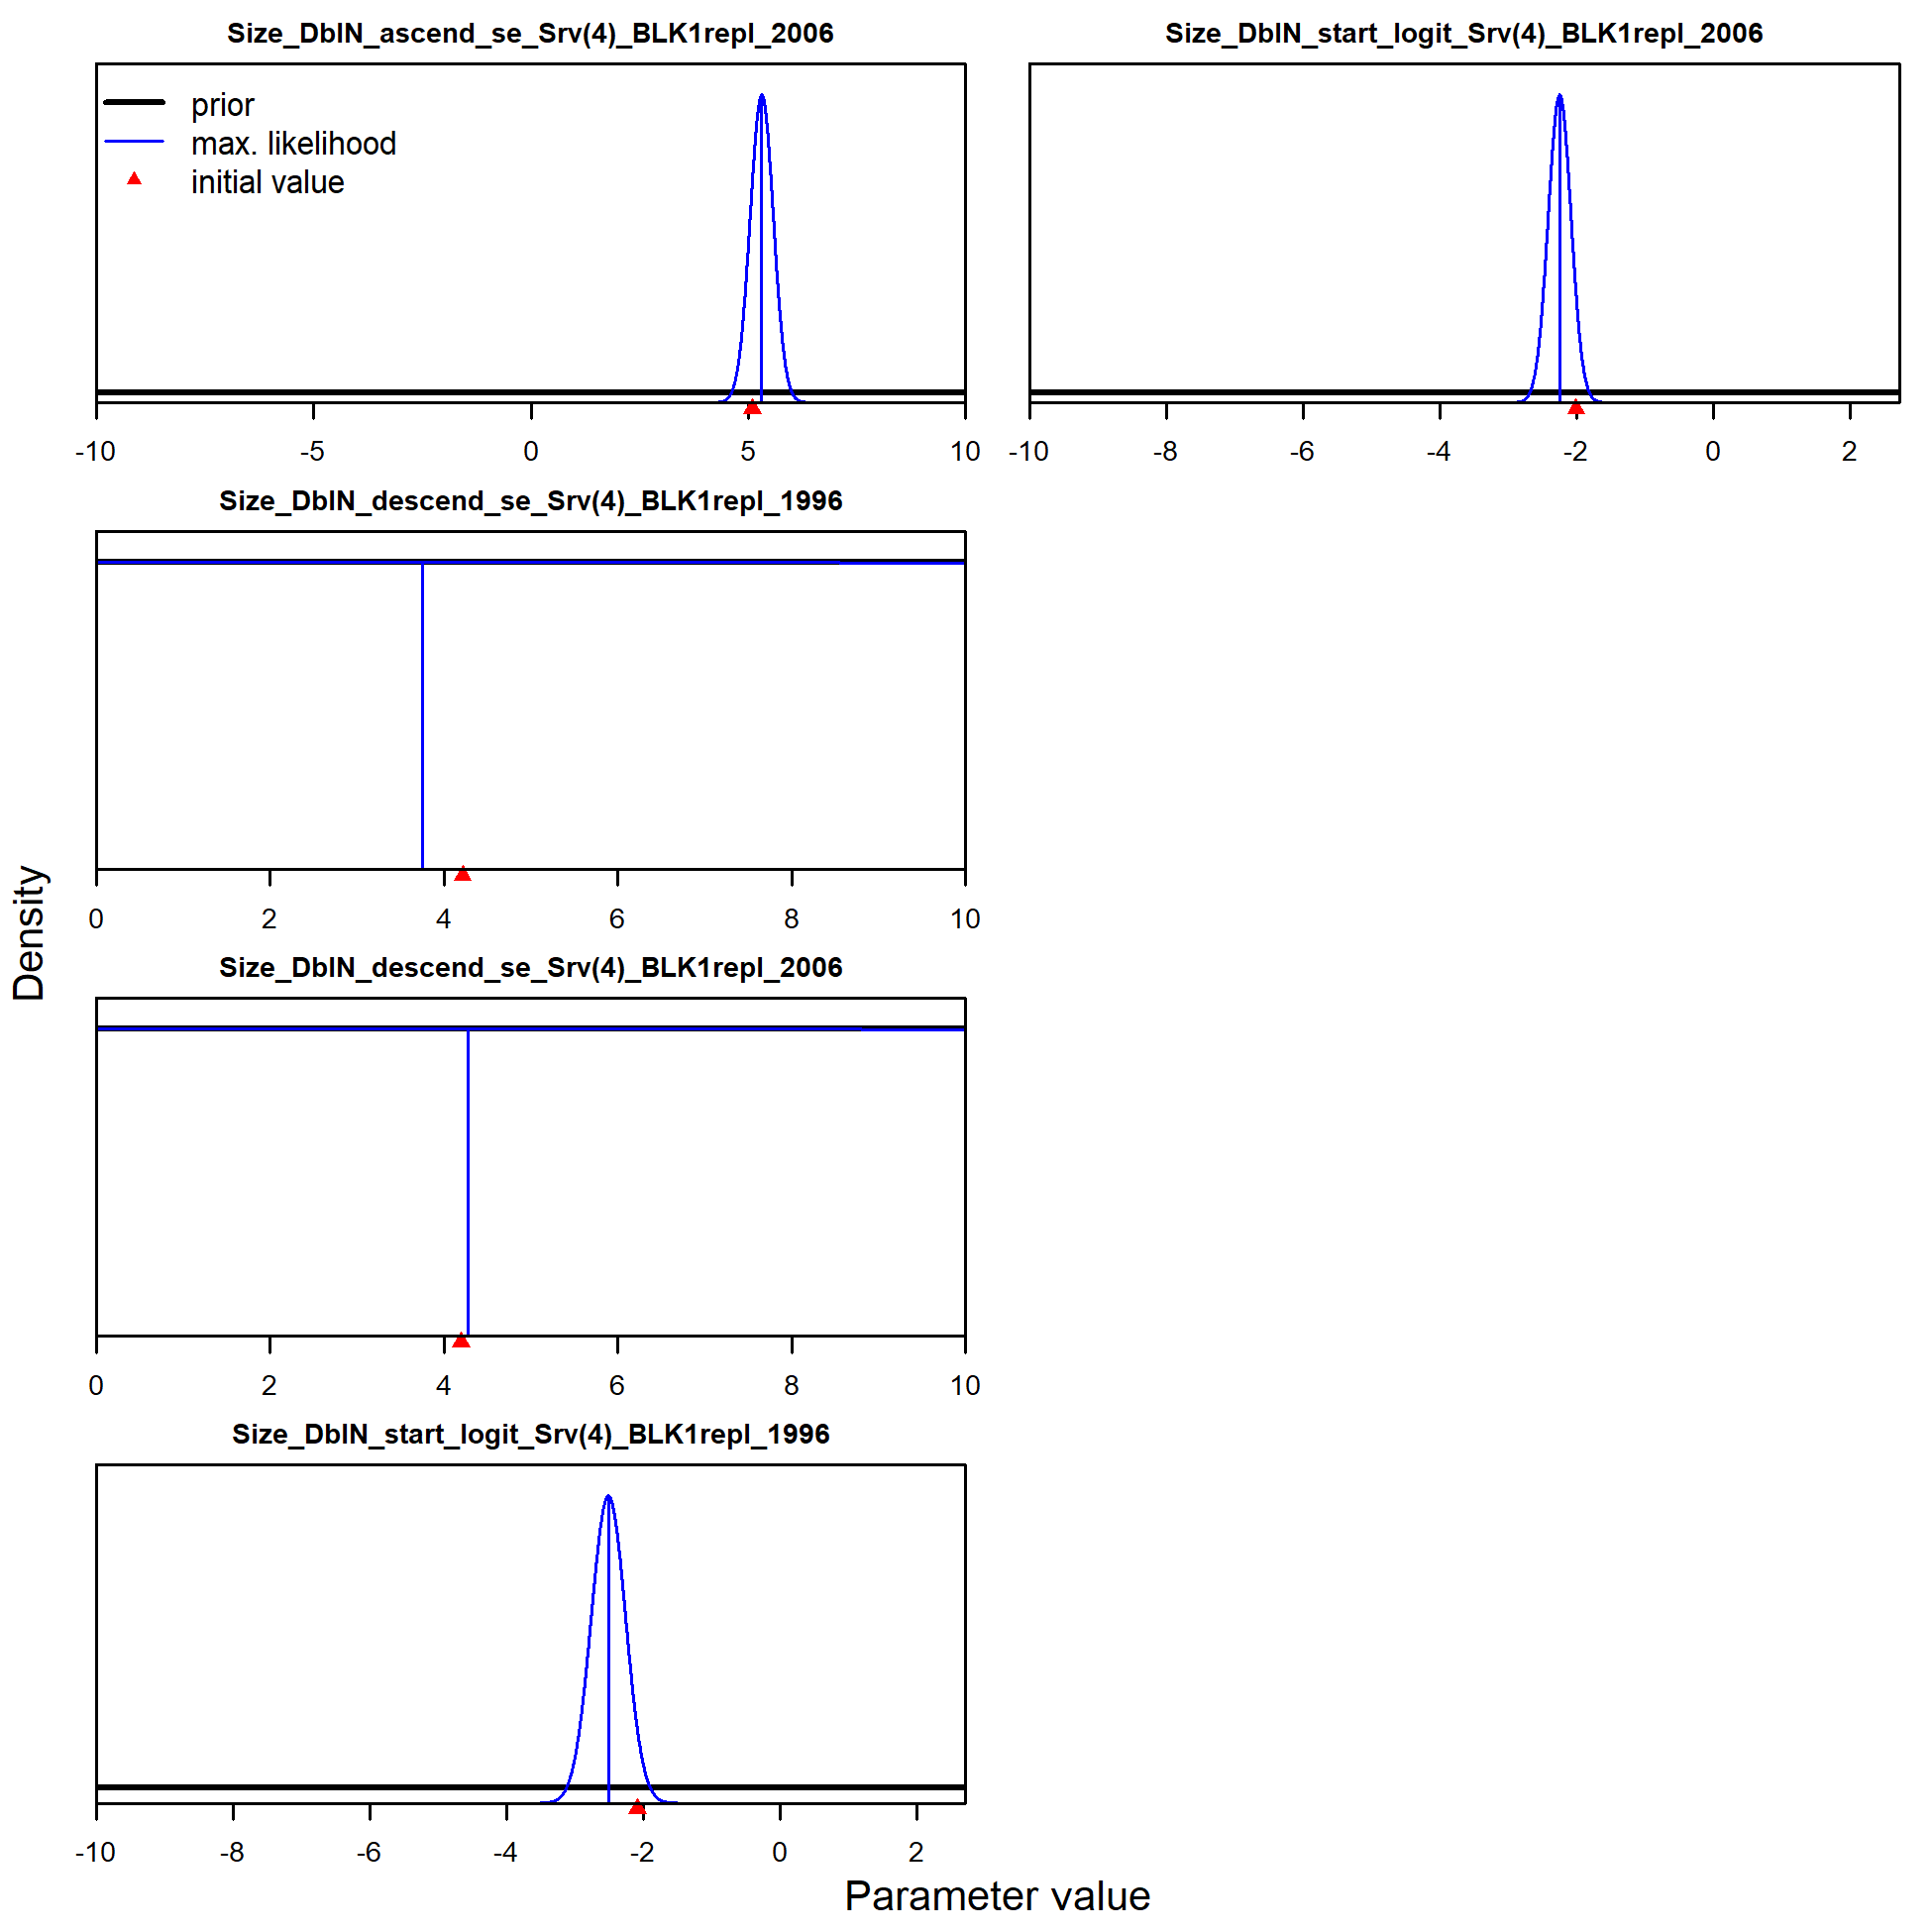 Size_DblN_ascend_se_Srv(4)_BLK1repl_2006
prior
max. likelihood
initial value
-10 -5 0 5 10
Size_DblN_start_logit_Srv(4)_BLK1repl_2006
-10 -8 -6 -4 -2 0 2
Size_DblN_descend_se_Srv(4)_BLK1repl_1996
0 2 4 6 8 10
Size_DblN_descend_se_Srv(4)_BLK1repl_2006
0 2 4 6 8 10
Size_DblN_start_logit_Srv(4)_BLK1repl_1996
-10 -8 -6 -4 -2 0 2
Density
Parameter value